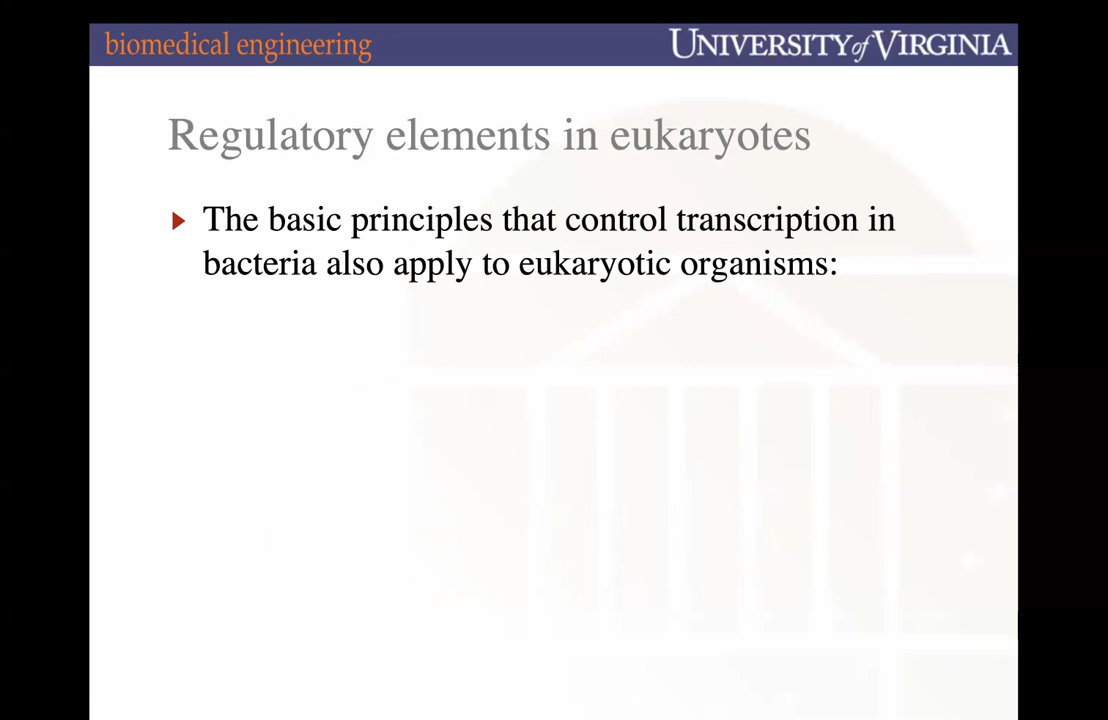 biomedical engineering
UNIVERSITY of VIRGINIA
Regulatory elements in eukaryotes
The basic principles that control transcription in
bacteria also apply to eukaryotic organisms: